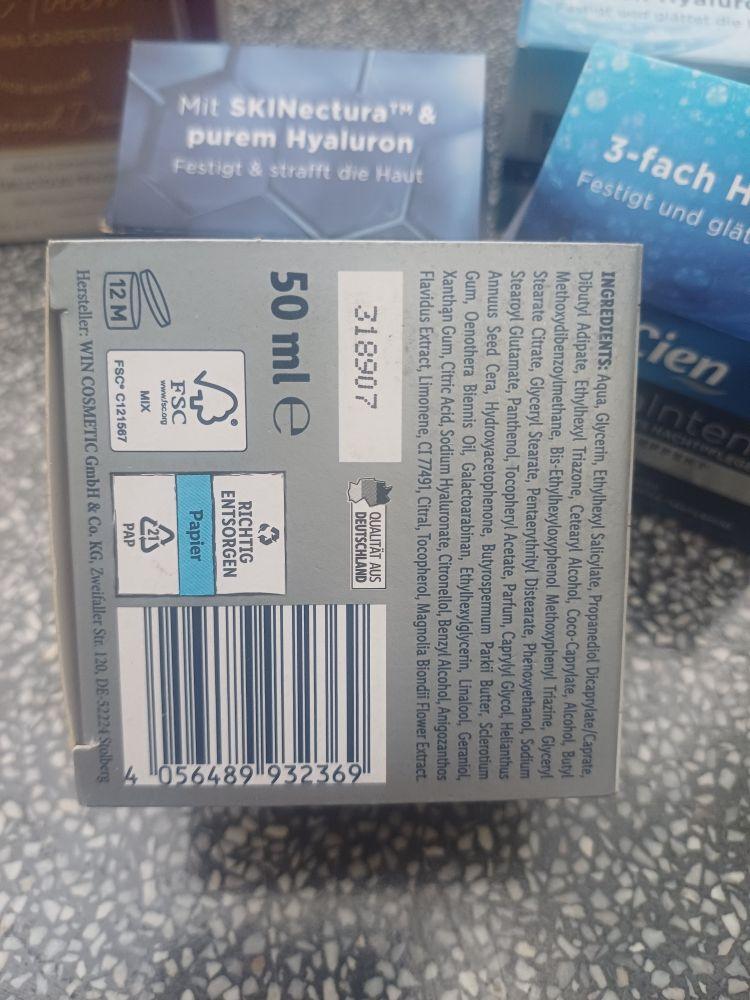 Mit SKINectura™ &
purem Hyaluron
Festigt & strafft die Haut
3-fach
Festigt und
Cien
INGREDIENTS: Aqua, Glycerin, Ethylhexyl Salicylate, Propanediol Dicaprylate/Caprate,
Dibutyl Adipate, Ethylhexyl Triazone, Cetearyl Alcohol, Coco-Caprylate, Alcohol, Butyl
Methoxydibenzoylmethane, Bis-Ethylhexyloxyphenol Methoxyphenyl Triazine, Glyceryl
Stearate Citrate, Glyceryl Stearate, Pentaerythrityl Distearate, Phenoxyethanol, Sodium
Stearoyl Glutamate, Panthenol, Tocopheryl Acetate, Parfum, Caprylyl Glycol, Helianthus
Annuus Seed Cera, Hydroxyacetophenone, Butyrospermum Parkii Butter, Sclerotium
Gum, Oenothera Biennis Oil, Galactoarabinan, Ethylhexylglycerin, Linalool, Geraniol,
Xanthan Gum, Citric Acid, Sodium Hyaluronate, Citronellol, Benzyl Alcohol, Anigozanthos
Flavidus Extract, Limonene, CI 77491, Citral, Tocopherol, Magnolia Biondii Flower Extract.
318907
QUALITÄT AUS
DEUTSCHLAND
50 ml e
RICHTIG
ENTSORGEN
Papier
21
PAP
4 056489 932369
12 M
FSC
www.fsc.org
MIX
FSC® C121567
Hersteller: WIN COSMETIC GmbH & Co. KG, Zweifaller Str. 120, DE-52224 Stolberg